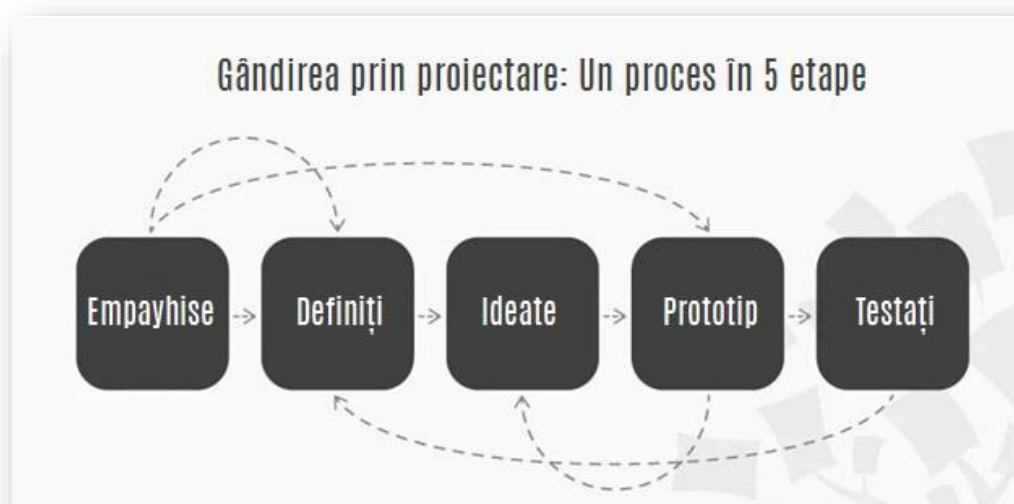 Gândirea prin proiectare: Un proces în 5 etape
Empayhise
Definiți
Ideate
Prototip
Testați